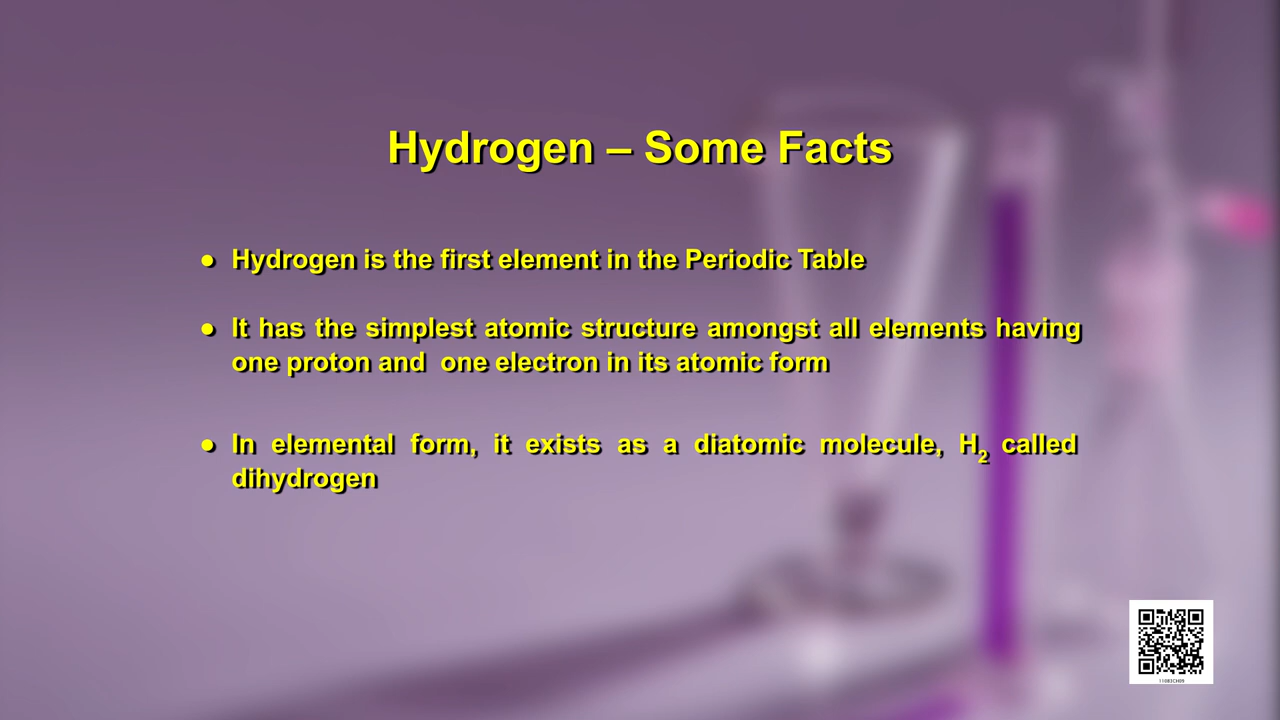 Hydrogen – Some Facts
● Hydrogen is the first element in the Periodic Table
● It has the simplest atomic structure amongst all elements having
one proton and one electron in its atomic form
● In elemental form, it exists as a diatomic molecule, H₂ called
dihydrogen